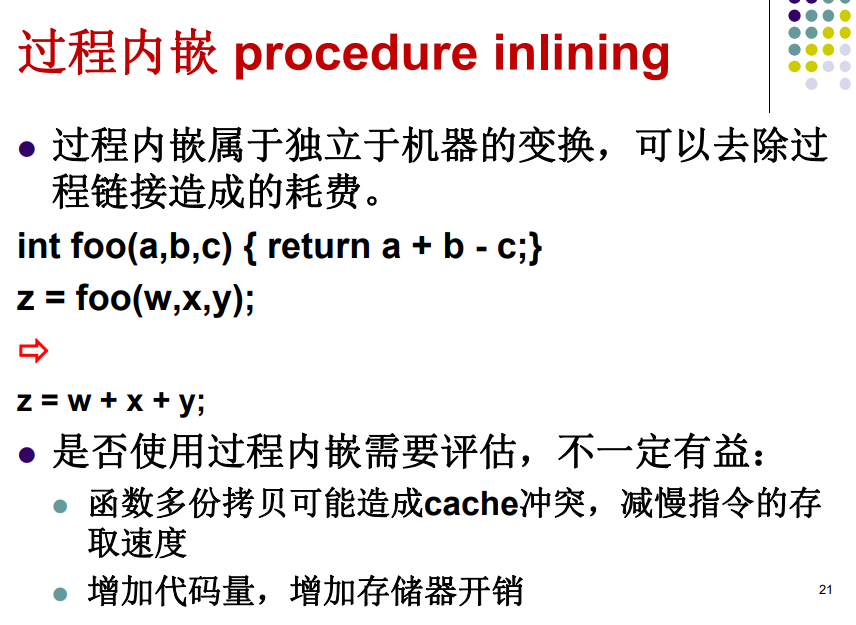 过程内嵌 procedure inlining
过程内嵌属于独立于机器的变换，可以去除过
程链接造成的耗费。
int foo(a,b,c) { return a + b - c;}
z = foo(w,x,y);
⇨
z = w + x + y;
是否使用过程内嵌需要评估，不一定有益：
函数多份拷贝可能造成cache冲突，减慢指令的存
取速度
增加代码量，增加存储器开销
21